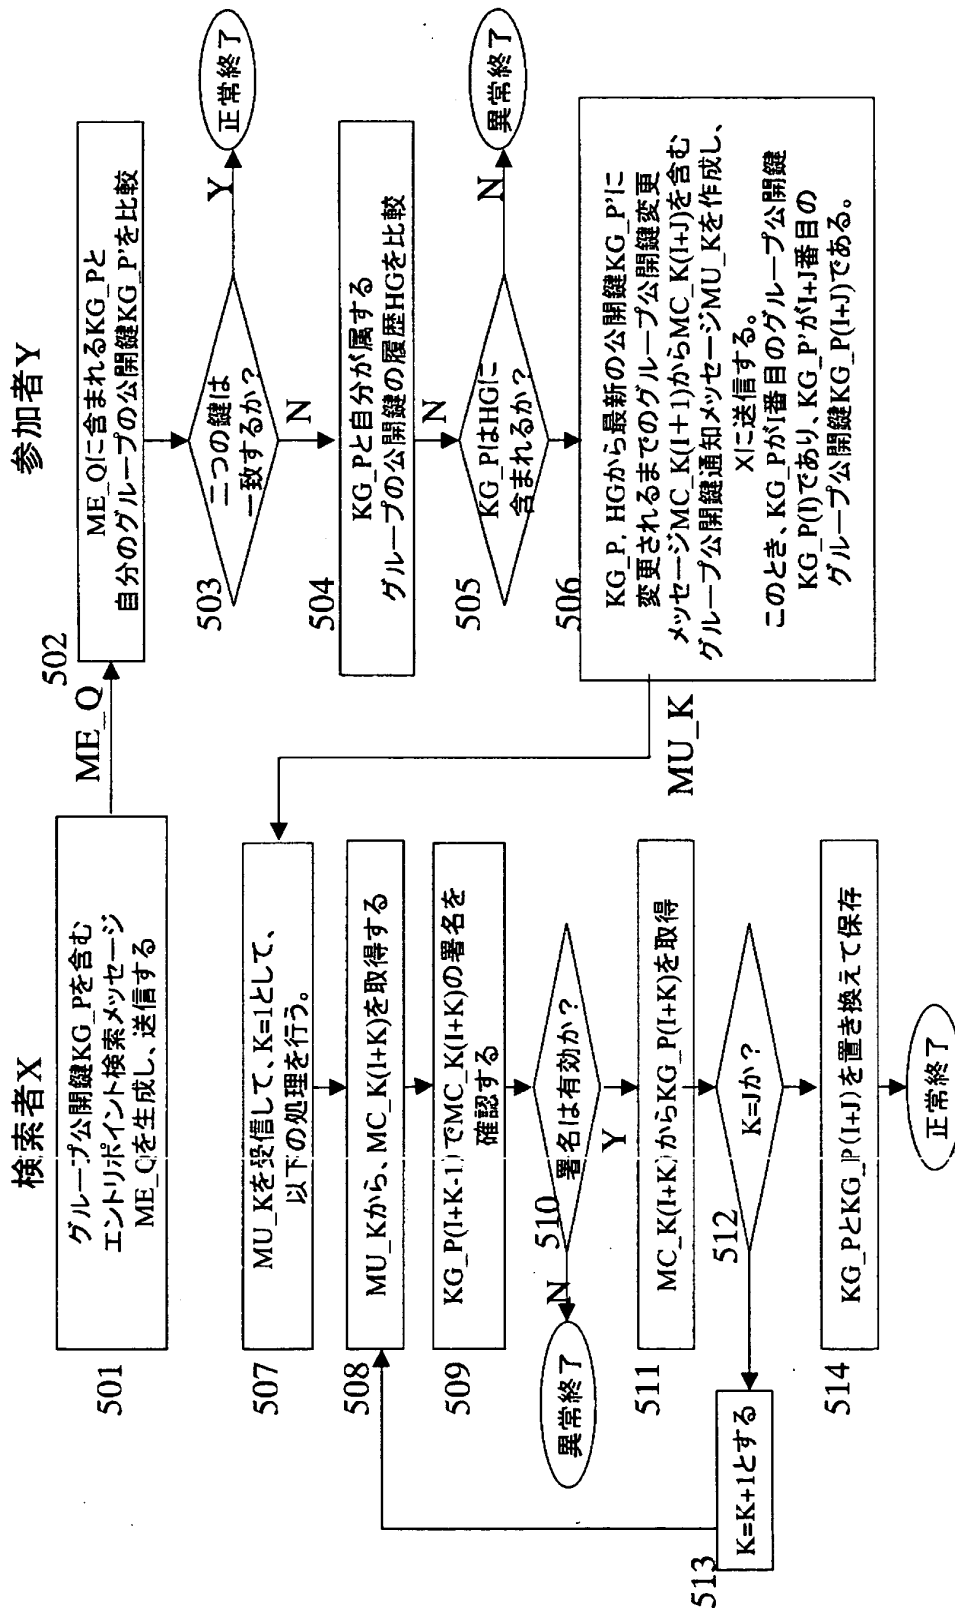 検索者X
501
グループ公開鍵KG_Pを含む
エントリポイント検索メッセージ
ME_Qを生成し、送信する
ME_Q
参加者Y
502
ME_Qに含まれるKG_Pと
自分のグループの公開鍵KG_P'を比較
503
二つの鍵は
一致するか？
Y
正常終了
N
504
KG_Pと自分が属する
グループの公開鍵の履歴HGを比較
N
505
KG_PはHGに
含まれるか？
N
異常終了
506
KG_P, HGから最新の公開鍵KG_P'に
変更されるまでのグループ公開鍵変更
メッセージMC_K(I+1)からMC_K(I+J)を含む
グループ公開鍵通知メッセージMU_Kを作成し、
Xに送信する。
このとき、KG_PがI番目のグループ公開鍵
KG_P(I)であり、KG_P'がI+J番目の
グループ公開鍵KG_P(I+J)である。
MU_K
507
MU_Kを受信して、K=1として、
以下の処理を行う。
508
MU_Kから、MC_K(I+K)を取得する
509
KG_P(I+K-1)でMC_K(I+K)の署名を
確認する
510
署名は有効か？
N
異常終了
Y
511
MC_K(I+K)からKG_P(I+K)を取得
512
K=Jか？
513
K=K+1とする
514
KG_PとKG_P(I+J)を置き換えて保存
正常終了